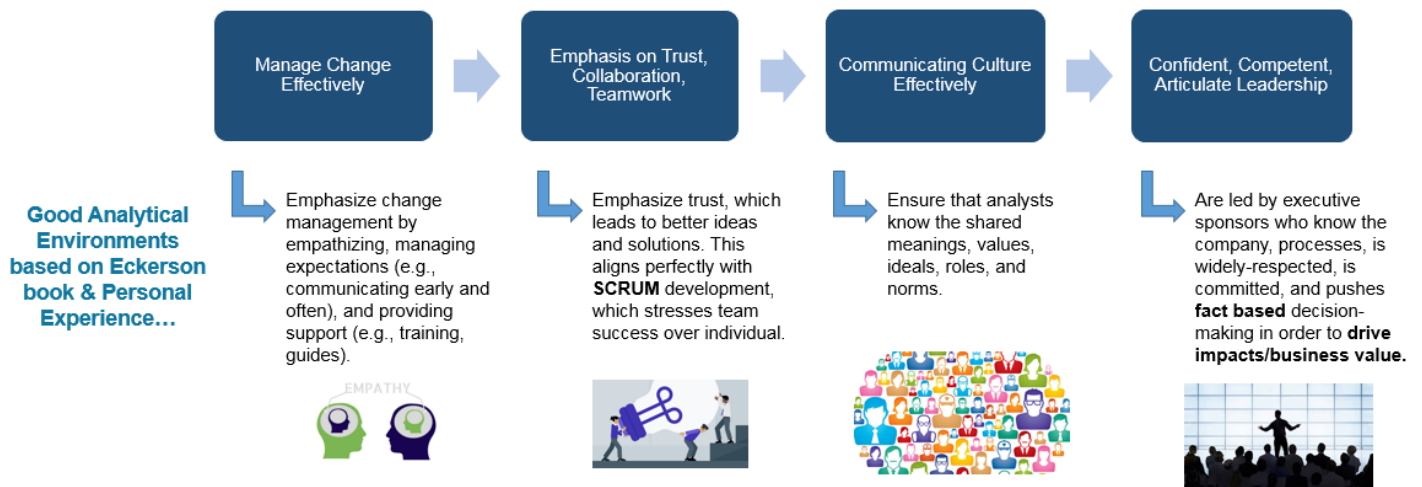 Manage Change
Effectively
Emphasis on Trust,
Collaboration,
Teamwork
Communicating Culture
Effectively
Confident, Competent,
Articulate Leadership
Good Analytical
Environments
based on Eckerson
book & Personal
Experience…
Emphasize change
management by
empathizing, managing
expectations (e.g.,
communicating early and
often), and providing
support (e.g., training,
guides).
EMPATHY
Emphasize trust, which
leads to better ideas
and solutions. This
aligns perfectly with
SCRUM development,
which stresses team
success over individual.
Ensure that analysts
know the shared
meanings, values,
ideals, roles, and
norms.
Are led by executive
sponsors who know the
company, processes, is
widely-respected, is
committed, and pushes
fact based decision-
making in order to drive
impacts/business value.